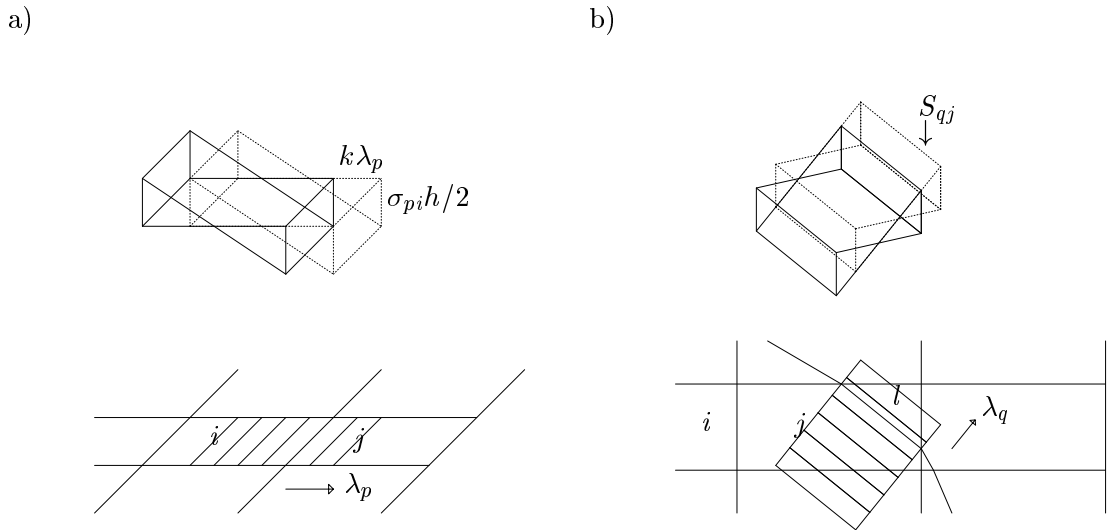 a)
b)
kλ_p
σ_{pi}h/2
S_{qj}
i
j
λ_p
i
j
l
λ_q